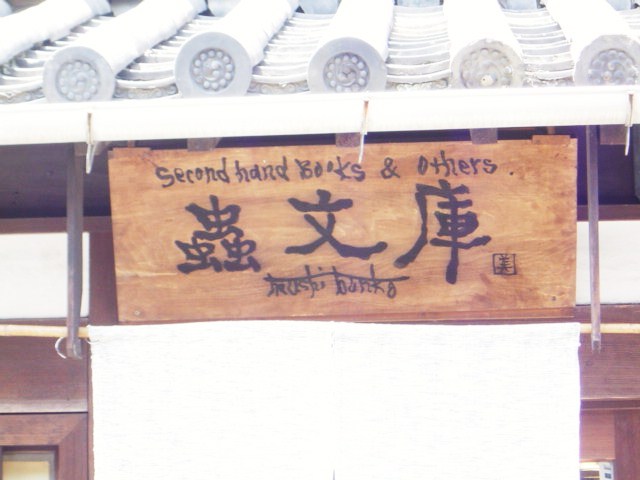 Second hand Books & others.
蟲文庫
mushi bunko